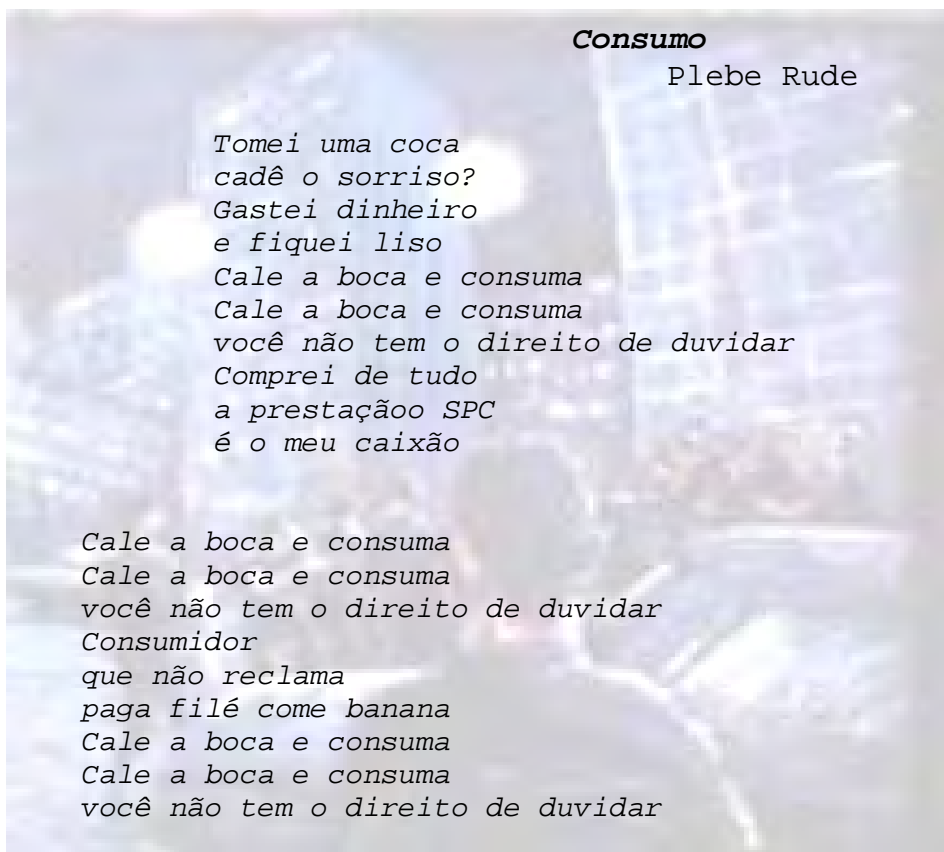 Consumo
Plebe Rude
Tomei uma coca
cadê o sorriso?
Gastei dinheiro
e fiquei liso
Cale a boca e consuma
Cale a boca e consuma
você não tem o direito de duvidar
Comprei de tudo
a prestaçãoo SPC
é o meu caixão
Cale a boca e consuma
Cale a boca e consuma
você não tem o direito de duvidar
Consumidor
que não reclama
paga filé come banana
Cale a boca e consuma
Cale a boca e consuma
você não tem o direito de duvidar